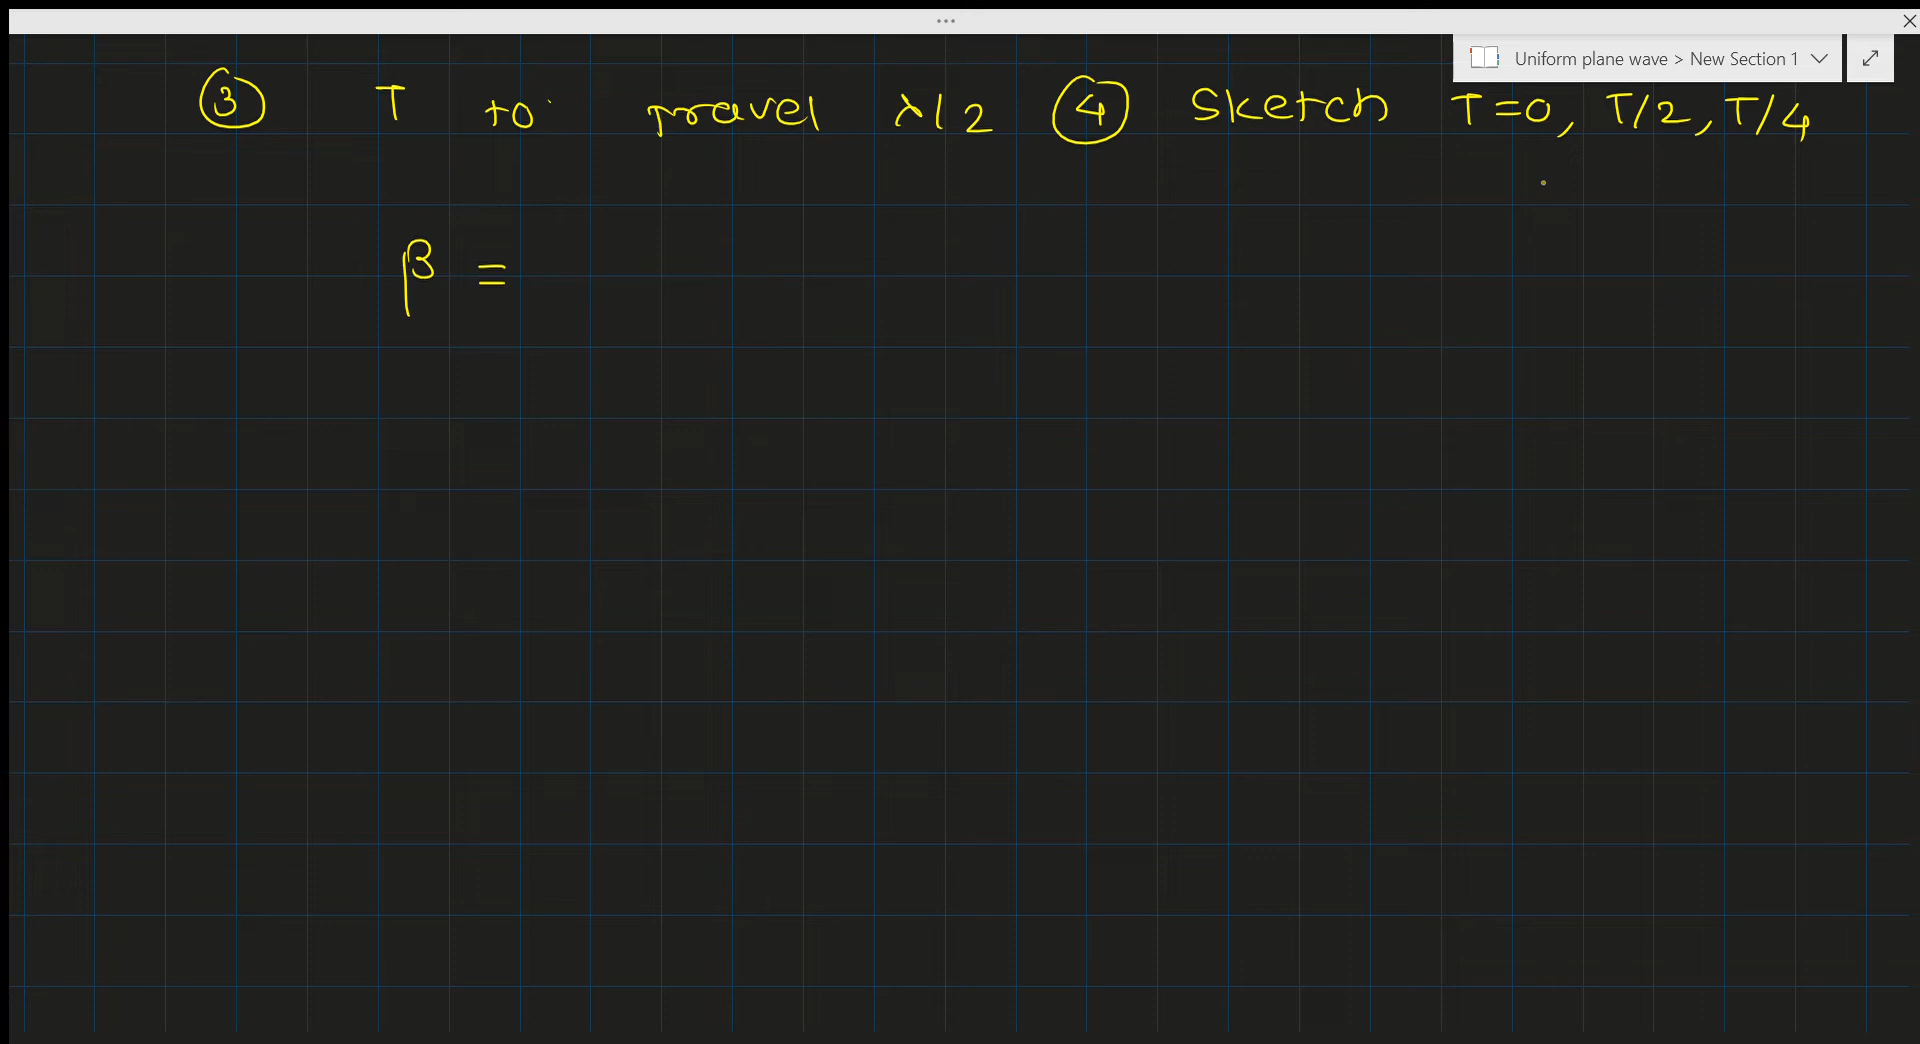 Uniform plane wave > New Section 1
③ T to travel λ/2 ④ Sketch T=0, T/2, T/4
β =